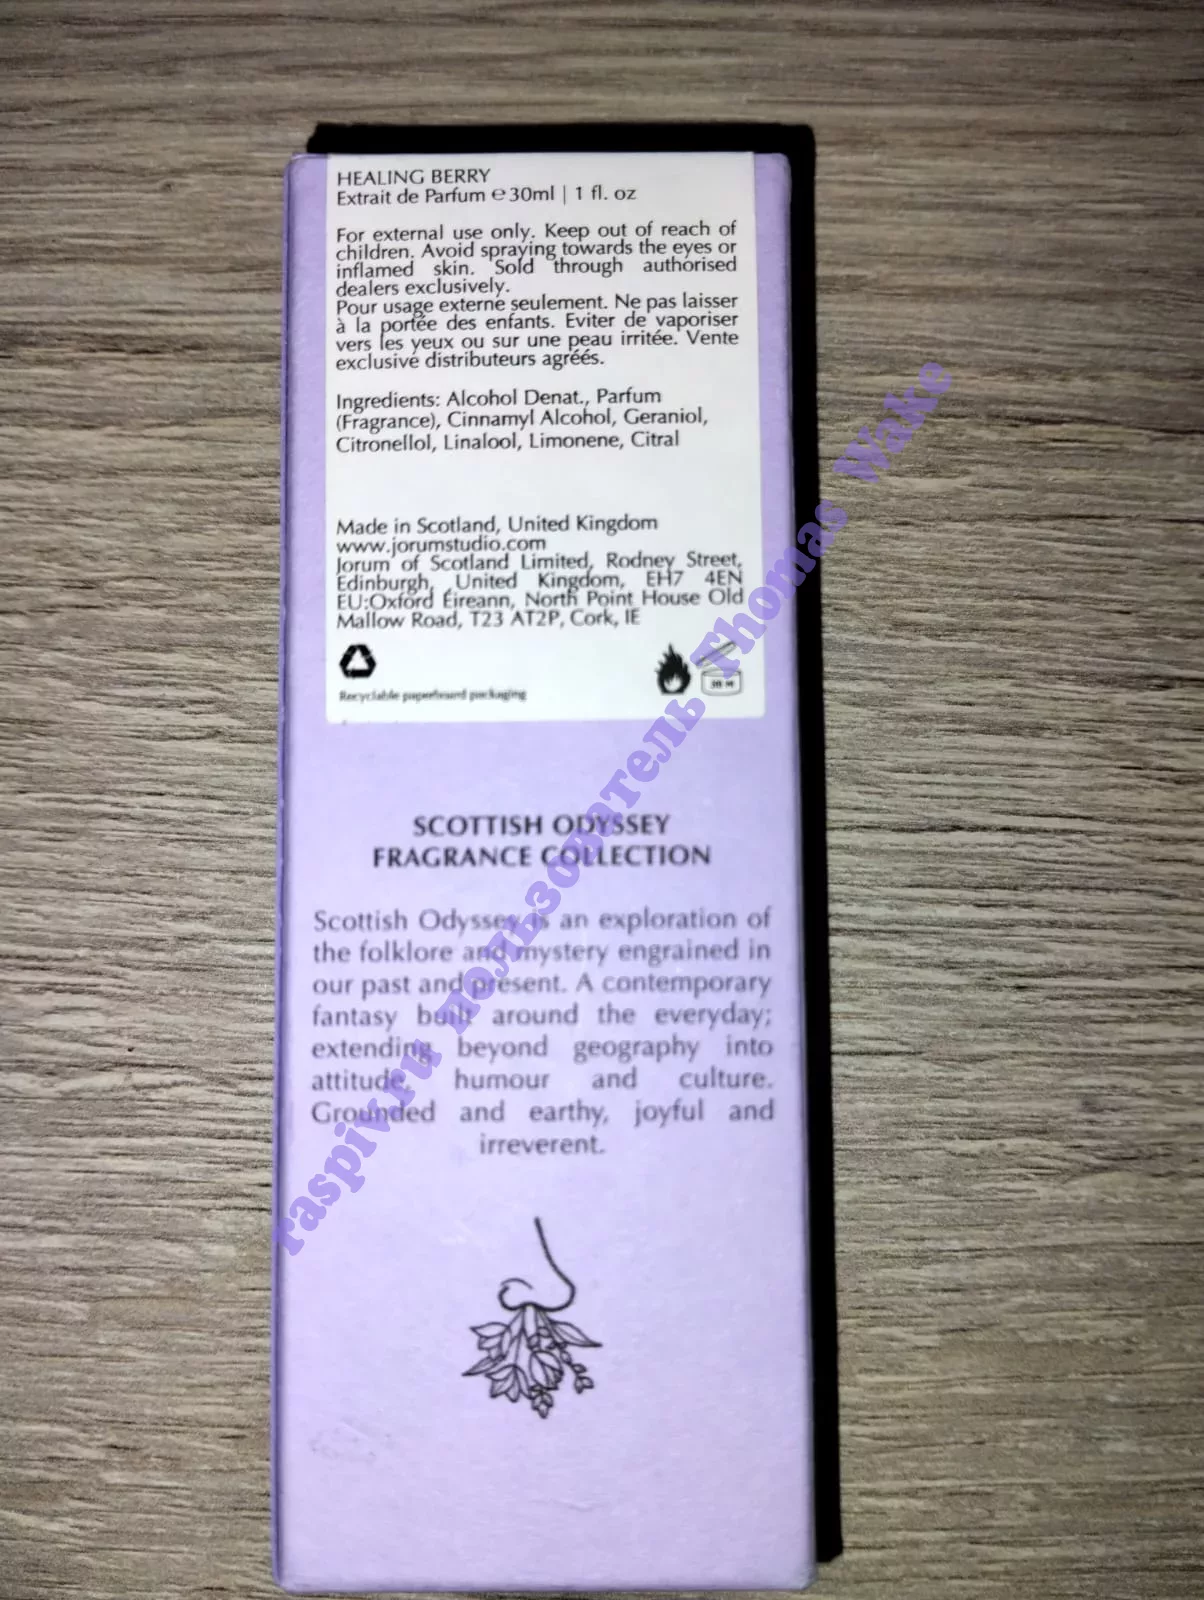 HEALING BERRY
Extrait de Parfum ℮ 30ml | 1 fl. oz
For external use only. Keep out of reach of
children. Avoid spraying towards the eyes or
inflamed skin. Sold through authorised
dealers exclusively.
Pour usage externe seulement. Ne pas laisser
à la portée des enfants. Eviter de vaporiser
vers les yeux ou sur une peau irritée. Vente
exclusive distributeurs agréés.
Ingredients: Alcohol Denat., Parfum
(Fragrance), Cinnamyl Alcohol, Geraniol,
Citronellol, Linalool, Limonene, Citral
Made in Scotland, United Kingdom
www.jorumstudio.com
Jorum of Scotland Limited, Rodney Street,
Edinburgh, United Kingdom, EH7 4EN
EU:Oxford Éireann, North Point House Old
Mallow Road, T23 AT2P, Cork, IE
Recyclable paperboard packaging
SCOTTISH ODYSSEY
FRAGRANCE COLLECTION
Scottish Odyssey is an exploration of
the folklore and mystery engrained in
our past and present. A contemporary
fantasy built around the everyday;
extending beyond geography into
attitude, humour and culture.
Grounded and earthy, joyful and
irreverent.
raspiv.ru пользователь Thomas Wake